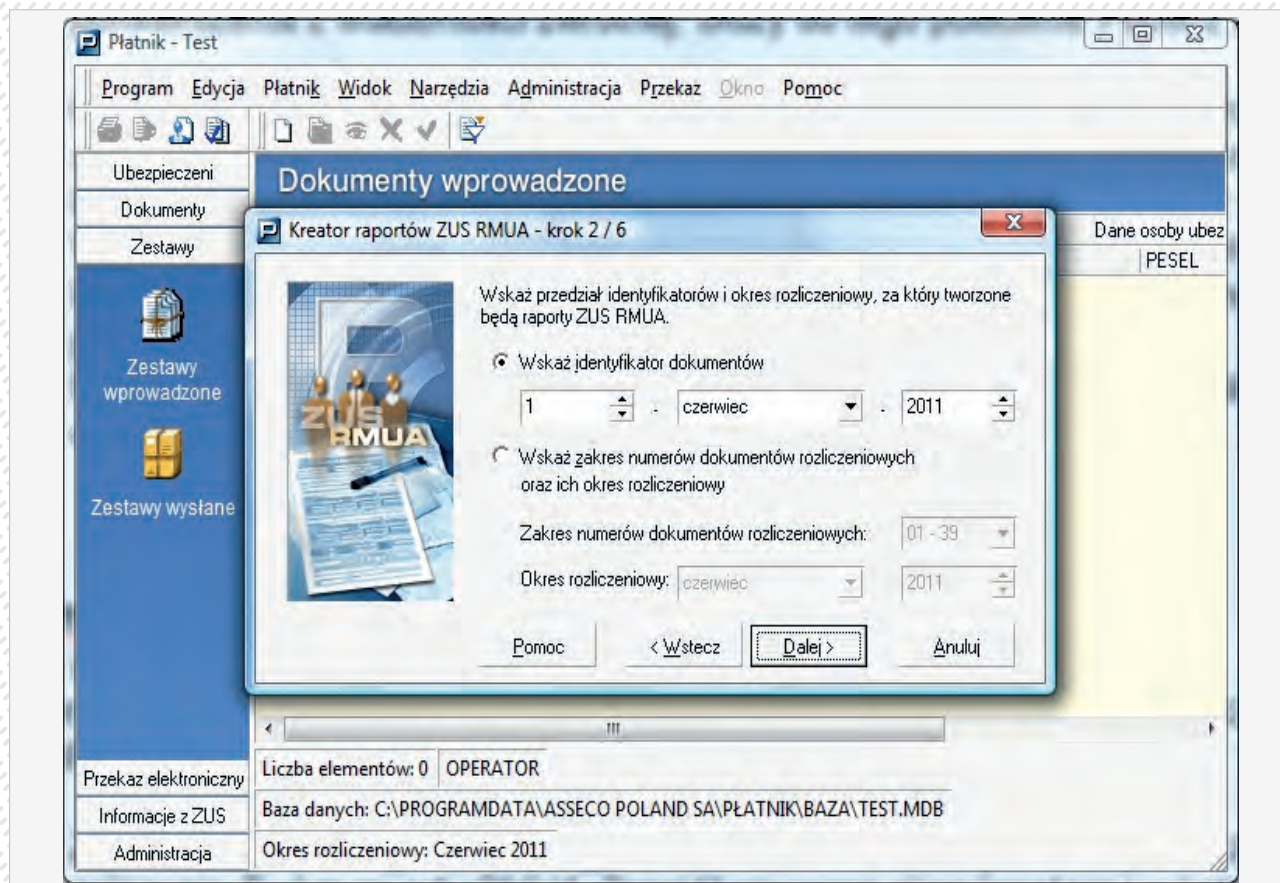 Płatnik - Test
Program Edycja Płatnik Widok Narzędzia Administracja Przekaz Okno Pomoc
Ubezpieczeni
Dokumenty
Zestawy
Zestawy
wprowadzone
Zestawy wysłane
Przekaz elektroniczny
Informacje z ZUS
Administracja
Dokumenty wprowadzone
Dane osoby ubez
PESEL
Kreator raportów ZUS RMUA - krok 2 / 6
ZUS
RMUA
Wskaż przedział identyfikatorów i okres rozliczeniowy, za który tworzone
będą raporty ZUS RMUA.
Wskaż identyfikator dokumentów
1 . czerwiec . 2011
Wskaż zakres numerów dokumentów rozliczeniowych
oraz ich okres rozliczeniowy
Zakres numerów dokumentów rozliczeniowych: 01 - 39
Okres rozliczeniowy: czerwiec 2011
Pomoc < Wstecz Dalej > Anuluj
Liczba elementów: 0 OPERATOR
Baza danych: C:\PROGRAMDATA\ASSECO POLAND SA\PŁATNIK\BAZA\TEST.MDB
Okres rozliczeniowy: Czerwiec 2011